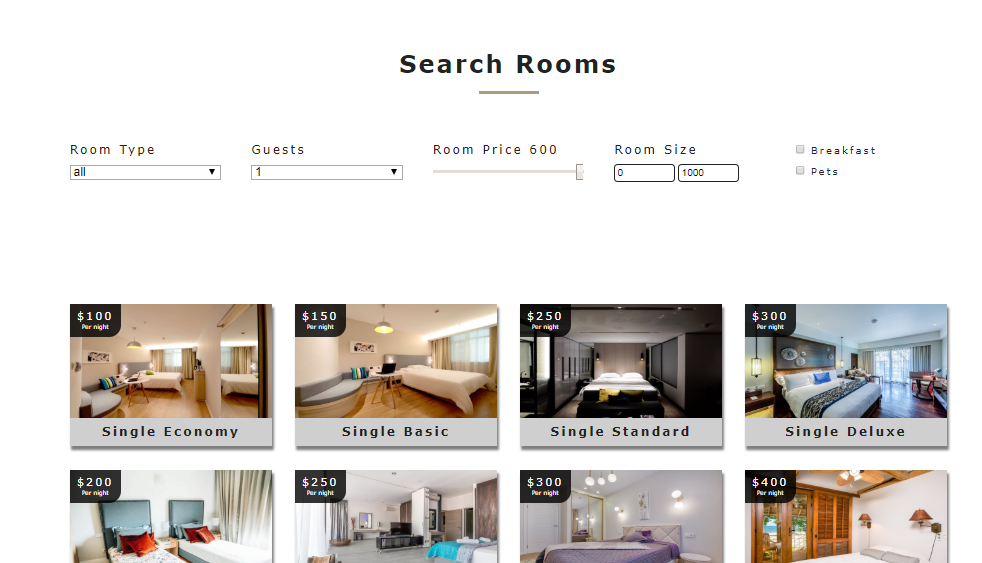 Search Rooms
Room Type
Guests
Room Price 600
Room Size
Breakfast
all
1
0
1000
Pets
$100
Per night
$150
Per night
$250
Per night
$300
Per night
Single Economy
Single Basic
Single Standard
Single Deluxe
$200
Per night
$250
Per night
$300
Per night
$400
Per night